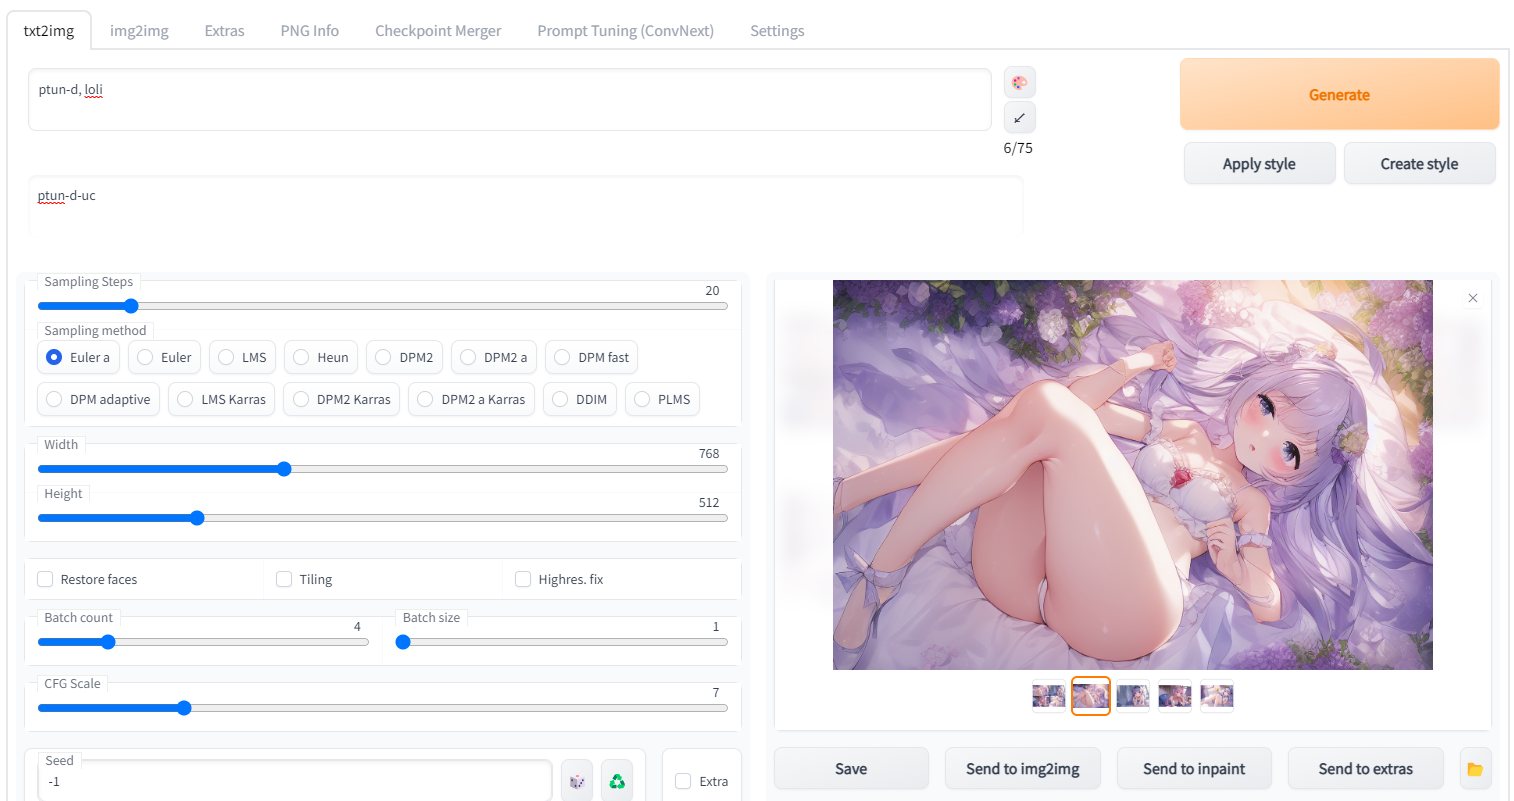 txt2img img2img Extras PNG Info Checkpoint Merger Prompt Tuning (ConvNext) Settings
ptun-d, loli
6/75
Generate
Apply style Create style
ptun-d-uc
Sampling Steps
20
Sampling method
Euler a Euler LMS Heun DPM2 DPM2 a DPM fast
DPM adaptive LMS Karras DPM2 Karras DPM2 a Karras DDIM PLMS
Width
768
Height
512
Restore faces Tiling Highres. fix
Batch count Batch size
4 1
CFG Scale
7
Seed
-1
Extra
Save Send to img2img Send to inpaint Send to extras